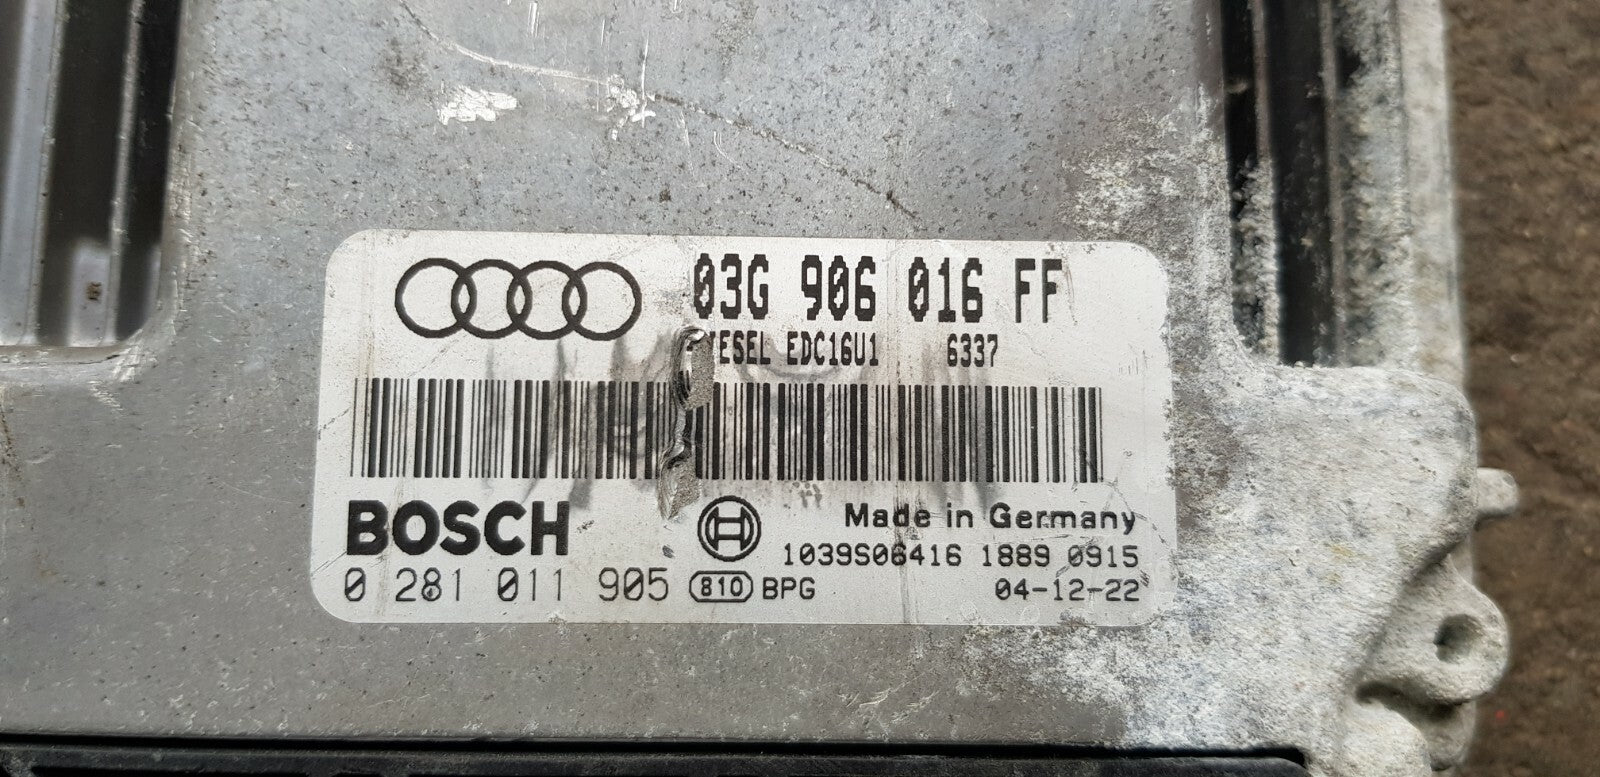 03G 906 016 FF
IESEL EDC16U1 6337
BOSCH
Made in Germany
1039S06416 1889 0915
0 281 011 905 810 BPG 04-12-22